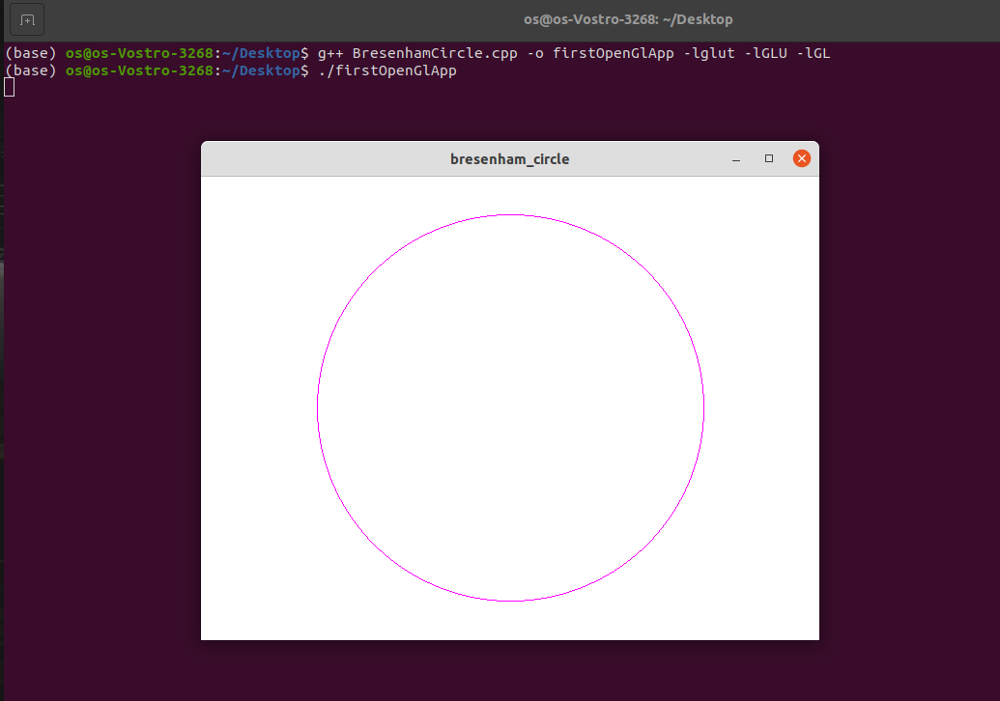 os@os-Vostro-3268: ~/Desktop
(base) os@os-Vostro-3268:~/Desktop$ g++ BresenhamCircle.cpp -o firstOpenGlApp -lglut -lGLU -lGL
(base) os@os-Vostro-3268:~/Desktop$ ./firstOpenGlApp
bresenham_circle